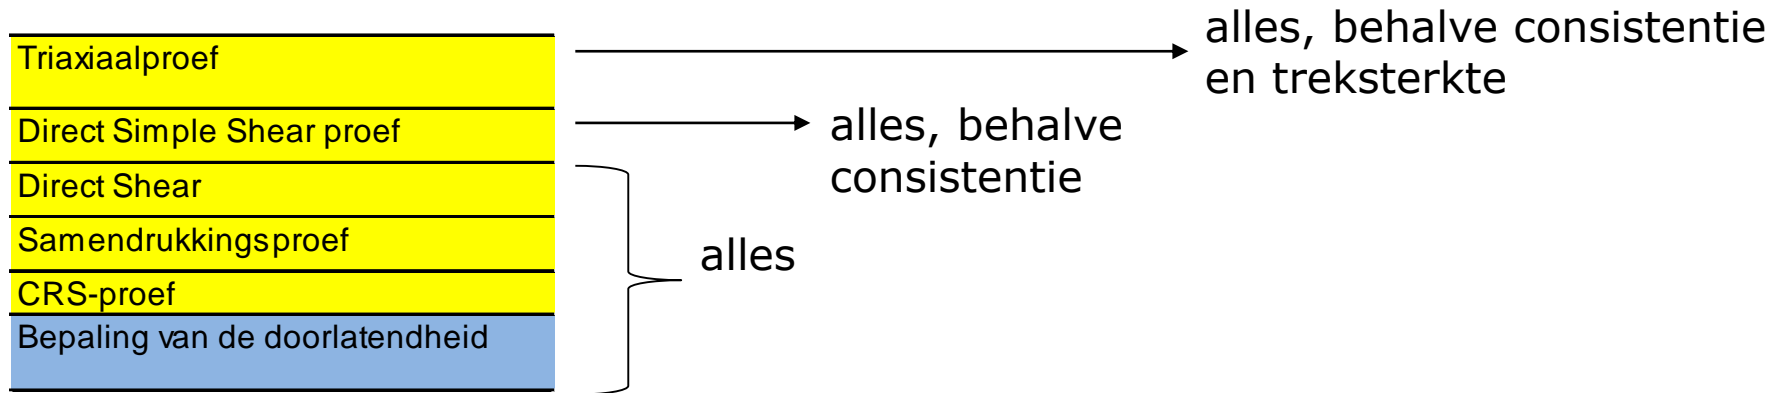 Triaxiaalproef
Direct Simple Shear proef
Direct Shear
Samendrukkingsproef
CRS-proef
Bepaling van de doorlatendheid
alles, behalve consistentie
en treksterkte
alles, behalve
consistentie
alles